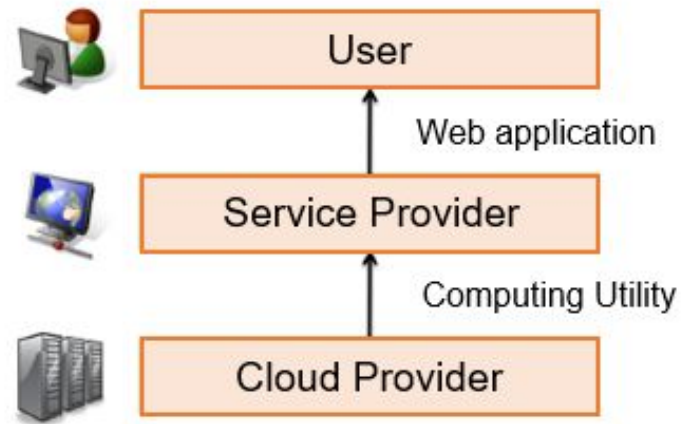 User
Web application
Service Provider
Computing Utility
Cloud Provider